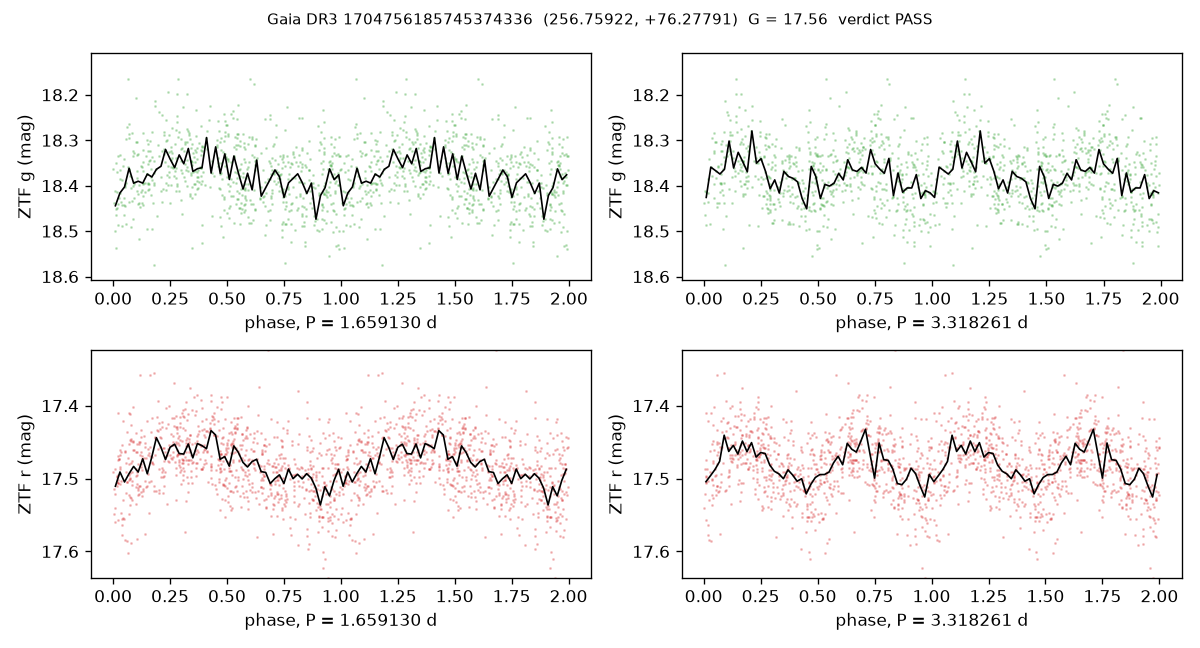 Gaia DR3 1704756185745374336  (256.75922, +76.27791)  G = 17.56  verdict PASS
ZTF g (mag)
18.2
18.3
18.4
18.5
18.6
0.00 0.25 0.50 0.75 1.00 1.25 1.50 1.75 2.00
phase, P = 1.659130 d
ZTF g (mag)
18.2
18.3
18.4
18.5
18.6
0.00 0.25 0.50 0.75 1.00 1.25 1.50 1.75 2.00
phase, P = 3.318261 d
ZTF r (mag)
17.4
17.5
17.6
0.00 0.25 0.50 0.75 1.00 1.25 1.50 1.75 2.00
phase, P = 1.659130 d
ZTF r (mag)
17.4
17.5
17.6
0.00 0.25 0.50 0.75 1.00 1.25 1.50 1.75 2.00
phase, P = 3.318261 d